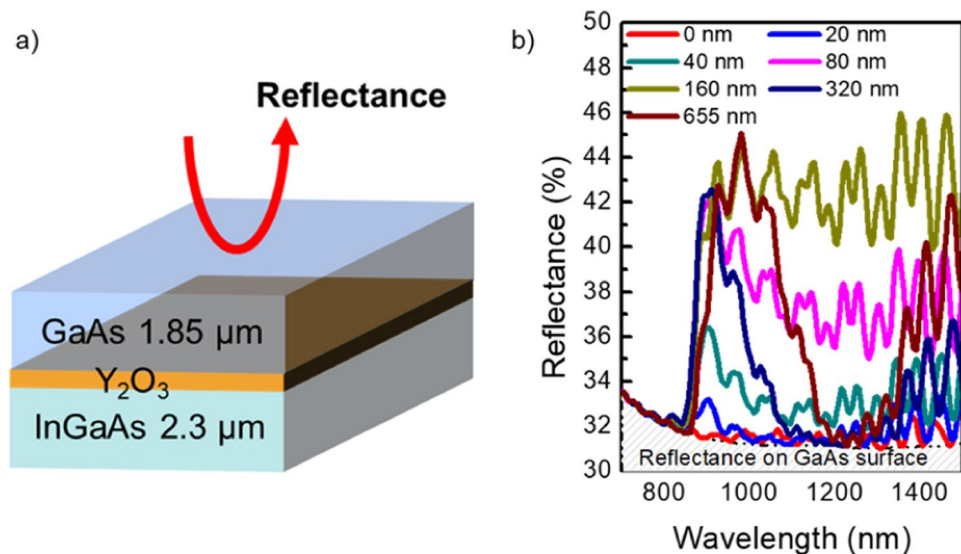 a)
Reflectance
GaAs 1.85 μm
Y₂O₃
InGaAs 2.3 μm
b)
50
48
46
44
42
40
38
36
34
32
30
Reflectance (%)
0 nm 20 nm
40 nm 80 nm
160 nm 320 nm
655 nm
Reflectance on GaAs surface
800 1000 1200 1400
Wavelength (nm)